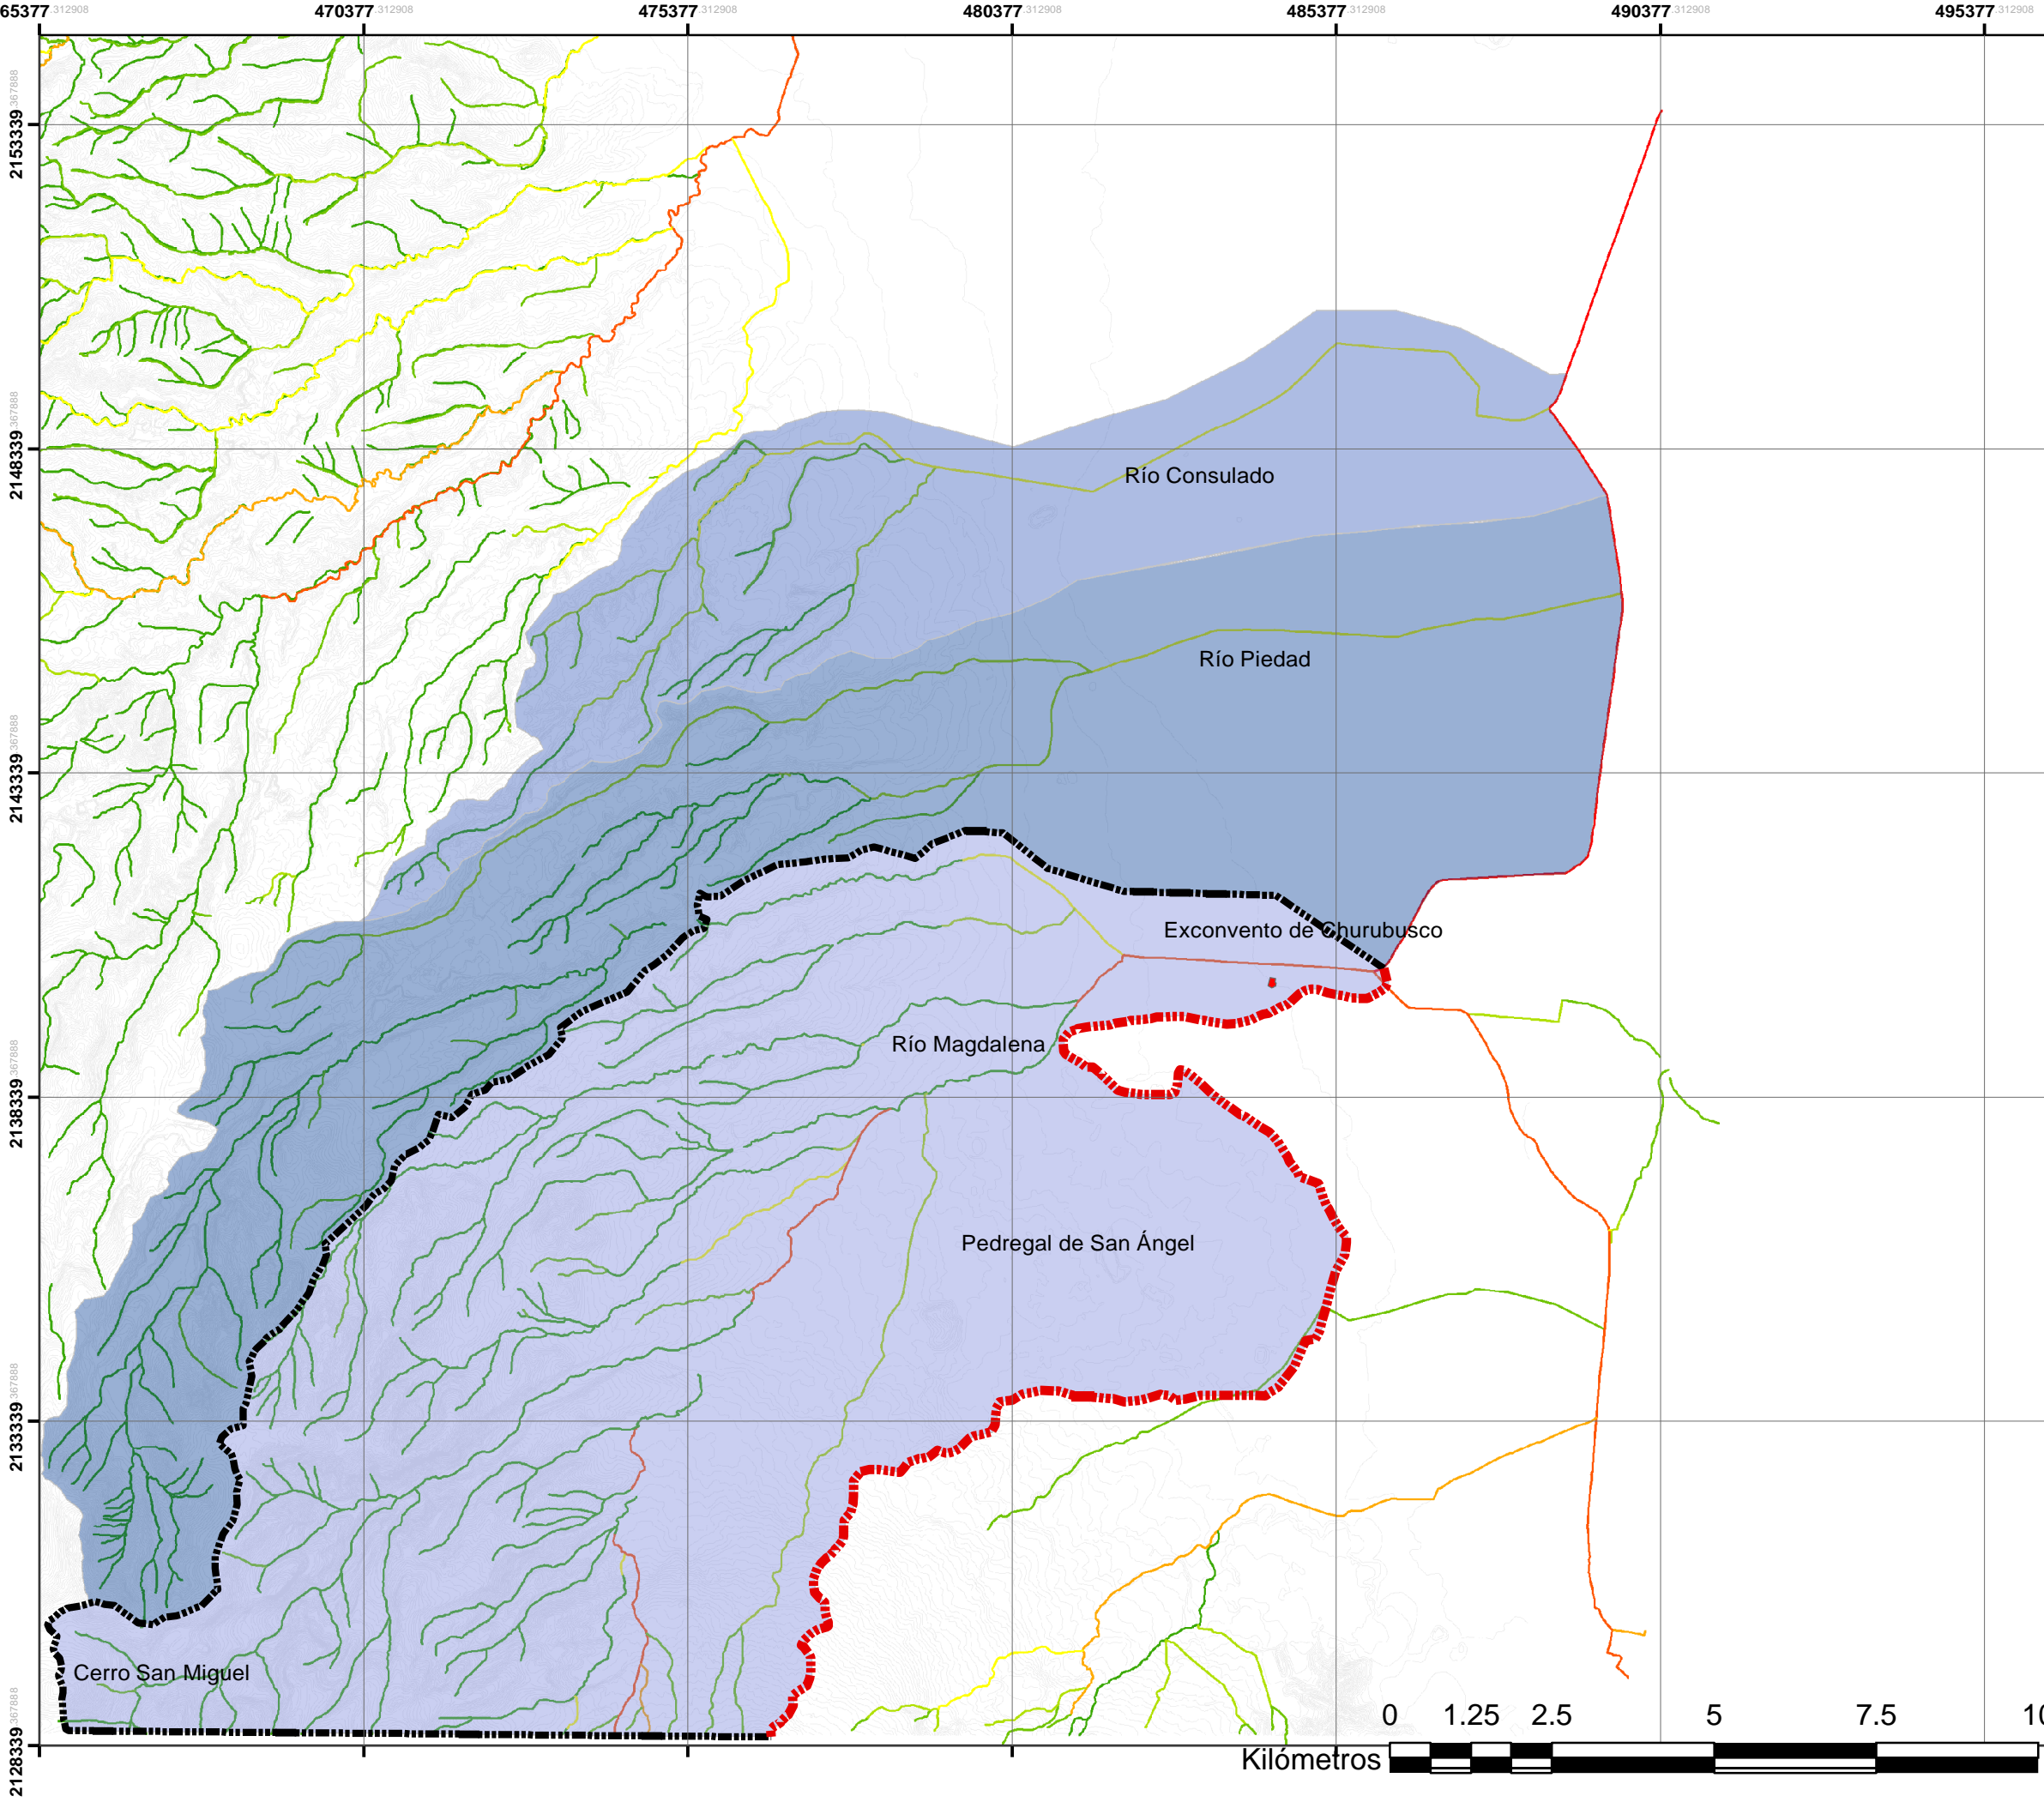 65377.312908 470377.312908 475377.312908 480377.312908 485377.312908 490377.312908 495377.312908
2153339.367888
2148339.367888
Río Consulado
Río Piedad
2143339.367888
Exconvento de Churubusco
Río Magdalena
2138339.367888
Pedregal de San Ángel
2133339.367888
Cerro San Miguel
2128339.367888
0 1.25 2.5 5 7.5 10
Kilómetros